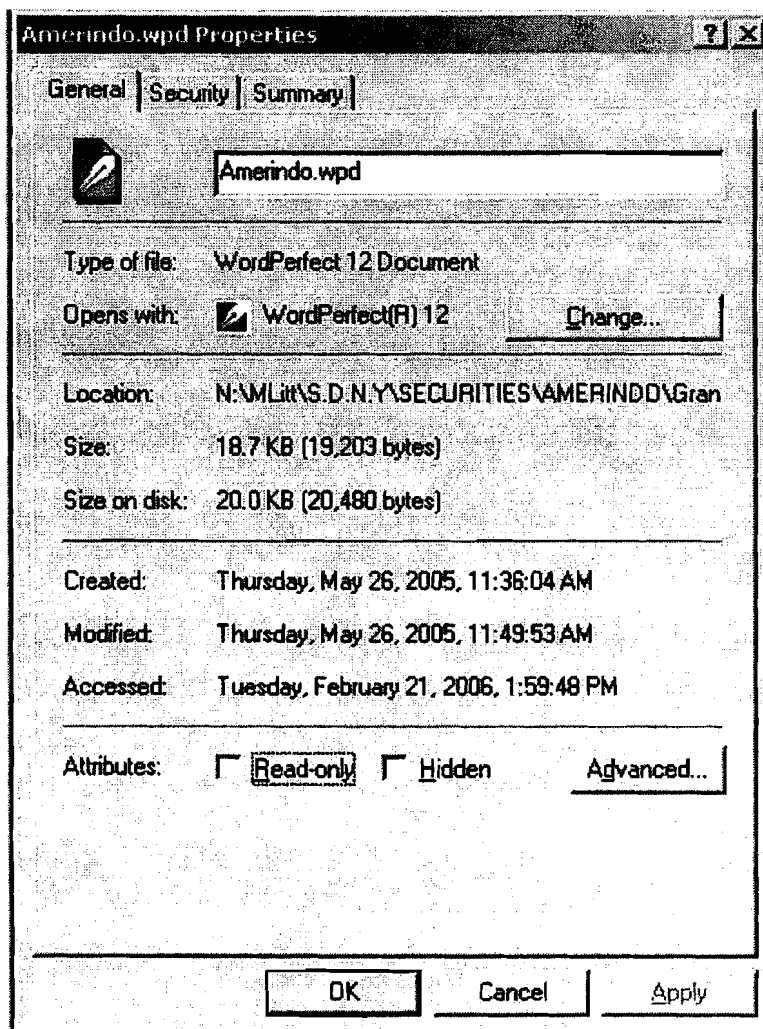 Amerindo.wpd Properties
General Security Summary
Amerindo.wpd
Type of file: WordPerfect 12 Document
Opens with: WordPerfect(R) 12 Change...
Location: N:\MLitt\S.D.N.Y\SECURITIES\AMERINDO\Gran
Size: 18.7 KB (19,203 bytes)
Size on disk: 20.0 KB (20,480 bytes)
Created: Thursday, May 26, 2005, 11:36:04 AM
Modified: Thursday, May 26, 2005, 11:49:53 AM
Accessed: Tuesday, February 21, 2006, 1:59:48 PM
Attributes: Read-only Hidden Advanced...
OK Cancel Apply